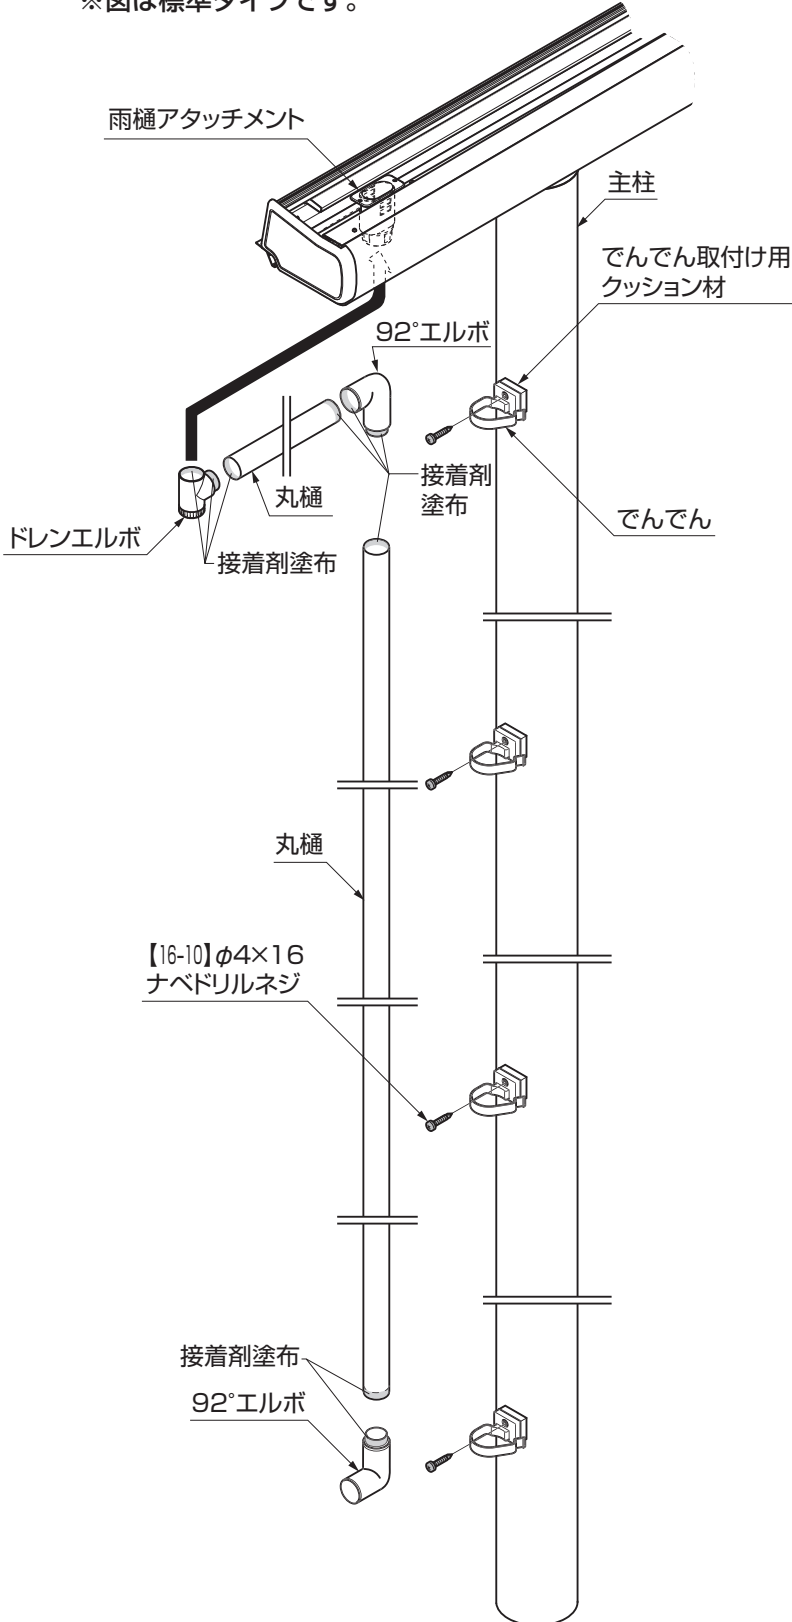 ※図は標準タイプです。
雨樋アタッチメント
主柱
でんでん取付け用
クッション材
92°エルボ
接着剤
塗布
丸樋
でんでん
ドレンエルボ
接着剤塗布
丸樋
【16-10】φ4×16
ナベドリルネジ
接着剤塗布
92°エルボ